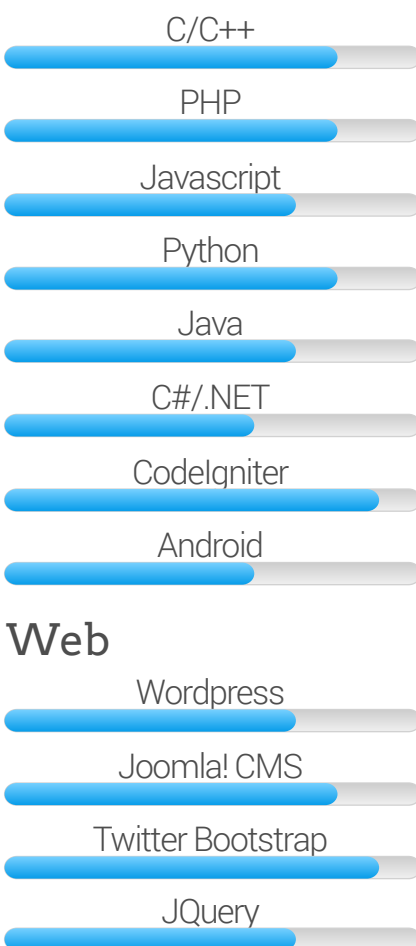 C/C++
PHP
Javascript
Python
Java
C#/.NET
CodeIgniter
Android
Web
Wordpress
Joomla! CMS
Twitter Bootstrap
JQuery